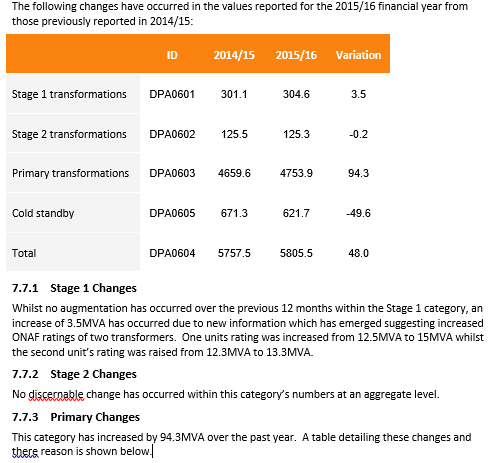 The following changes have occurred in the values reported for the 2015/16 financial year from
those previously reported in 2014/15:
ID 2014/15 2015/16 Variation
Stage 1 transformations DPA0601 301.1 304.6 3.5
Stage 2 transformations DPA0602 125.5 125.3 -0.2
Primary transformations DPA0603 4659.6 4753.9 94.3
Cold standby DPA0605 671.3 621.7 -49.6
Total DPA0604 5757.5 5805.5 48.0
7.7.1 Stage 1 Changes
Whilst no augmentation has occurred over the previous 12 months within the Stage 1 category, an
increase of 3.5MVA has occurred due to new information which has emerged suggesting increased
ONAF ratings of two transformers. One units rating was increased from 12.5MVA to 15MVA whilst
the second unit's rating was raised from 12.3MVA to 13.3MVA.
7.7.2 Stage 2 Changes
No discernable change has occurred within this category's numbers at an aggregate level.
7.7.3 Primary Changes
This category has increased by 94.3MVA over the past year. A table detailing these changes and
there reason is shown below.